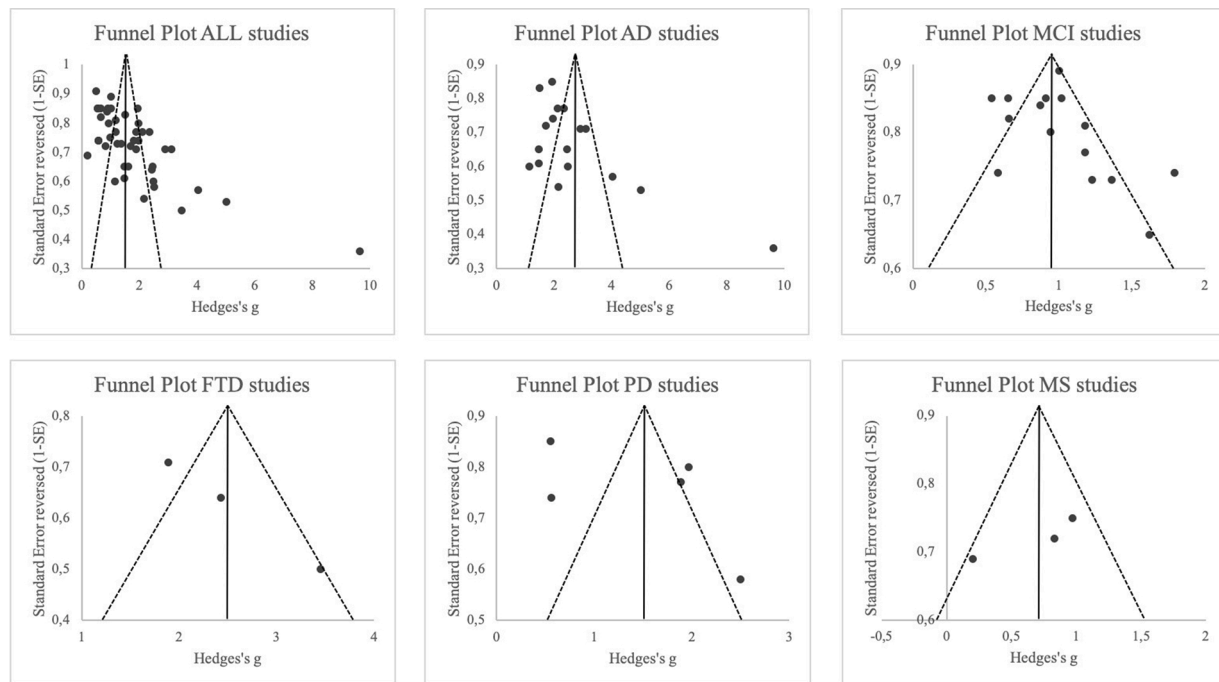 Funnel Plot ALL studies
Standard Error reversed (1-SE)
1
0,9
0,8
0,7
0,6
0,5
0,4
0,3
0 2 4 6 8 10
Hedges's g
Funnel Plot AD studies
Standard Error reversed (1-SE)
0,9
0,8
0,7
0,6
0,5
0,4
0,3
0 2 4 6 8 10
Hedges's g
Funnel Plot MCI studies
Standard Error reversed (1-SE)
0,9
0,8
0,7
0,6
0 0,5 1 1,5 2
Hedges's g
Funnel Plot FTD studies
Standard Error reversed (1-SE)
0,8
0,7
0,6
0,5
0,4
1 2 3 4
Hedges's g
Funnel Plot PD studies
Standard Error reversed (1-SE)
0,9
0,8
0,7
0,6
0,5
0 1 2 3
Hedges's g
Funnel Plot MS studies
Standard Error reversed (1-SE)
0,9
0,8
0,7
0,6
-0,5 0 0,5 1 1,5 2
Hedges's g